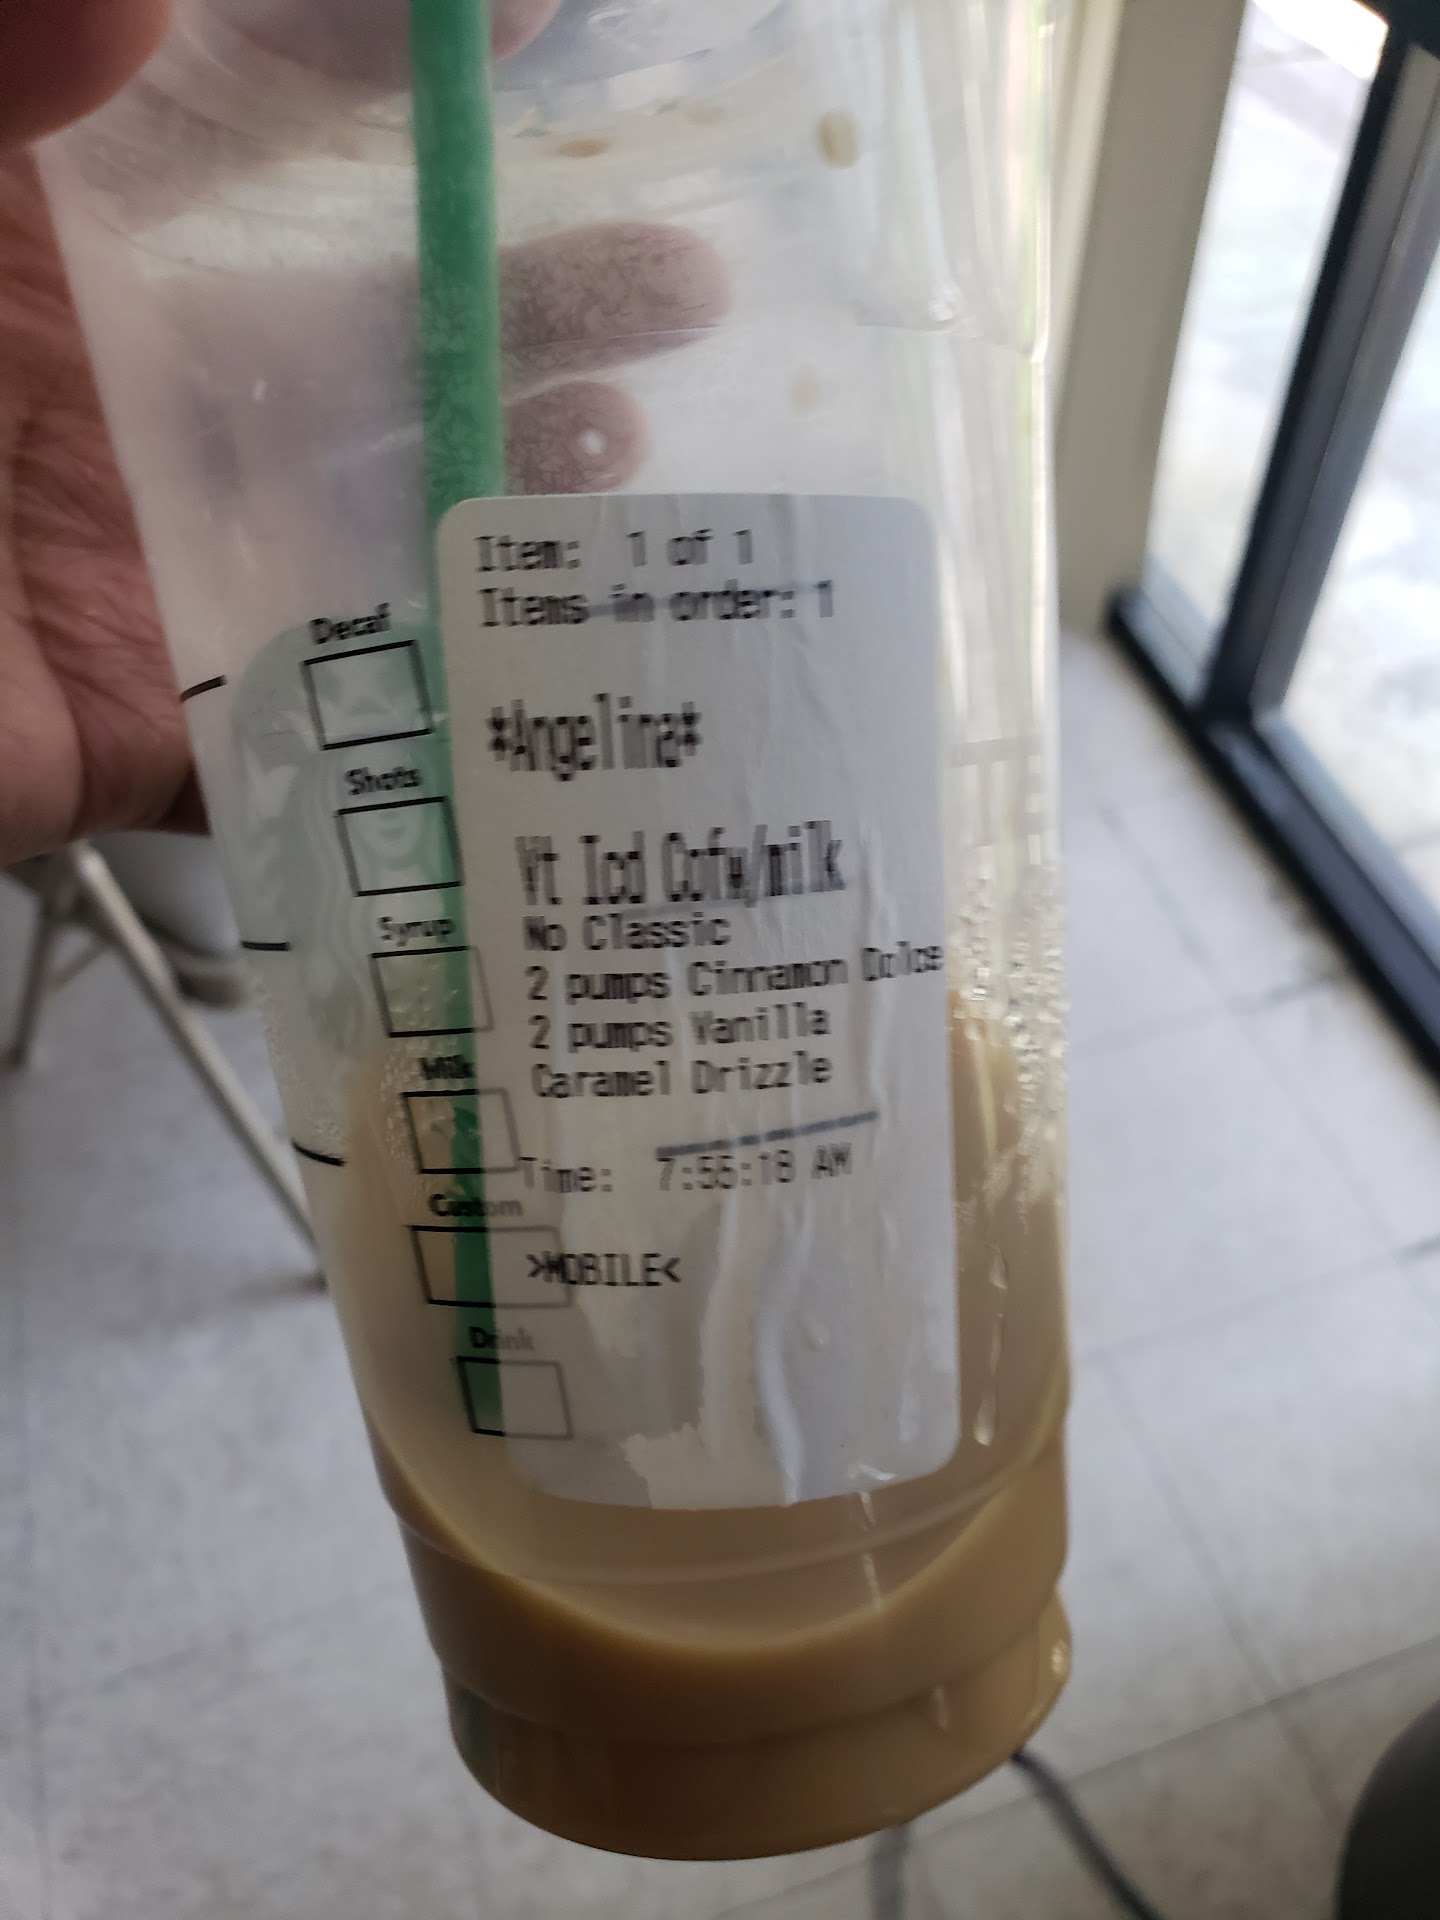 Item: 1 of 1
Items in order: 1
*Angelina*
Vt Icd Cofw/milk
No Classic
2 pumps Cinnamon Dolce
2 pumps Vanilla
Caramel Drizzle
Time: 7:55:18 AM
>MOBILE<
Decaf
Shots
Syrup
Milk
Custom
Drink